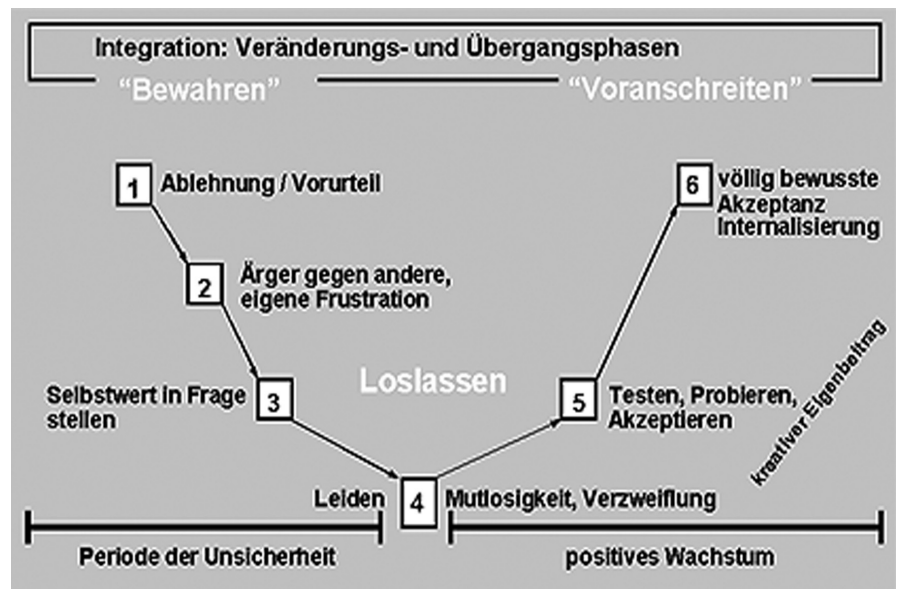 Integration: Veränderungs- und Übergangsphasen
“Bewahren”
“Voranschreiten”
1
Ablehnung / Vorurteil
6
völlig bewusste
Akzeptanz
Internalisierung
2
Ärger gegen andere,
eigene Frustration
Loslassen
Selbstwert in Frage
stellen
3
5
Testen, Probieren,
Akzeptieren
kreativer Eigenbeitrag
Leiden
4
Mutlosigkeit, Verzweiflung
Periode der Unsicherheit
positives Wachstum